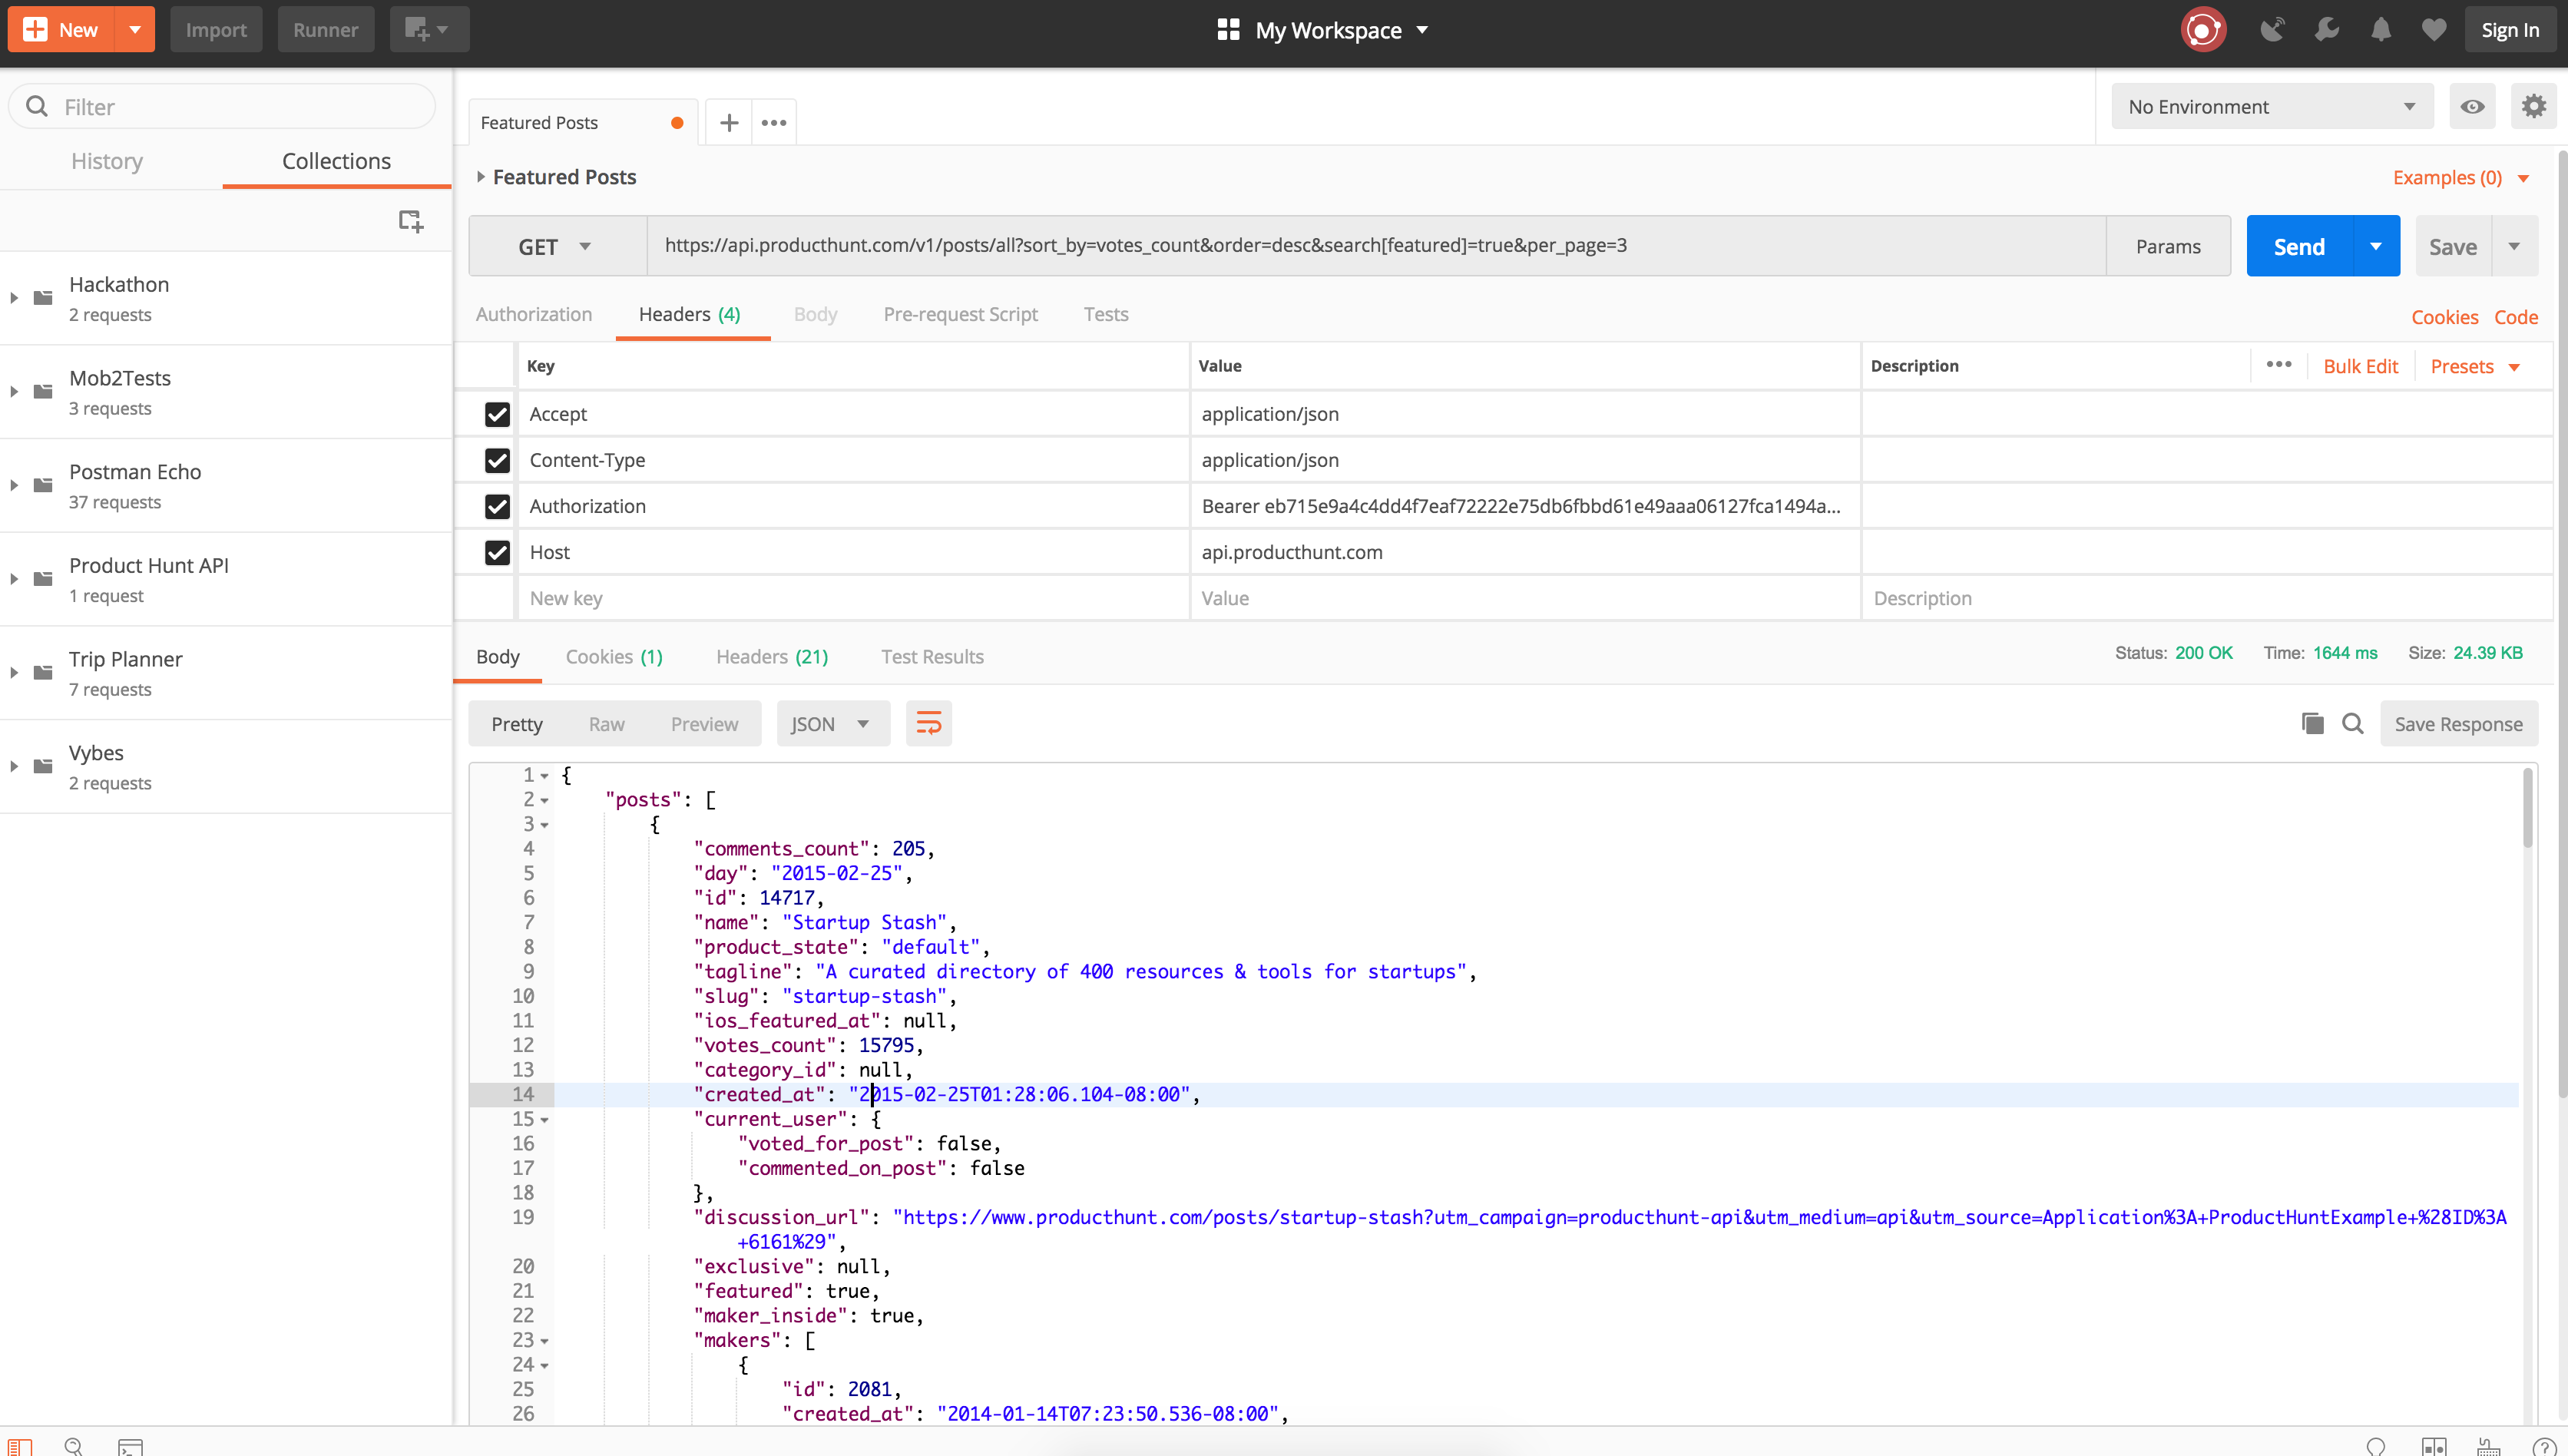 New
Import
Runner
My Workspace
Sign In
Filter
History
Collections
Hackathon
2 requests
Mob2Tests
3 requests
Postman Echo
37 requests
Product Hunt API
1 request
Trip Planner
7 requests
Vybes
2 requests
Featured Posts
No Environment
Featured Posts
Examples (0)
GET
https://api.producthunt.com/v1/posts/all?sort_by=votes_count&order=desc&search[featured]=true&per_page=3
Params
Send
Save
Authorization
Headers (4)
Body
Pre-request Script
Tests
Cookies
Code
Key
Value
Description
Bulk Edit
Presets
Accept
application/json
Content-Type
application/json
Authorization
Bearer eb715e9a4c4dd4f7eaf72222e75db6fbbd61e49aaa06127fca1494a...
Host
api.producthunt.com
New key
Value
Description
Body
Cookies (1)
Headers (21)
Test Results
Status: 200 OK
Time: 1644 ms
Size: 24.39 KB
Pretty
Raw
Preview
JSON
Save Response
1 {
2 "posts": [
3 {
4 "comments_count": 205,
5 "day": "2015-02-25",
6 "id": 14717,
7 "name": "Startup Stash",
8 "product_state": "default",
9 "tagline": "A curated directory of 400 resources & tools for startups",
10 "slug": "startup-stash",
11 "ios_featured_at": null,
12 "votes_count": 15795,
13 "category_id": null,
14 "created_at": "2015-02-25T01:28:06.104-08:00",
15 "current_user": {
16 "voted_for_post": false,
17 "commented_on_post": false
18 },
19 "discussion_url": "https://www.producthunt.com/posts/startup-stash?utm_campaign=producthunt-api&utm_medium=api&utm_source=Application%3A+ProductHuntExample+%28ID%3A
+6161%29",
20 "exclusive": null,
21 "featured": true,
22 "maker_inside": true,
23 "makers": [
24 {
25 "id": 2081,
26 "created_at": "2014-01-14T07:23:50.536-08:00",